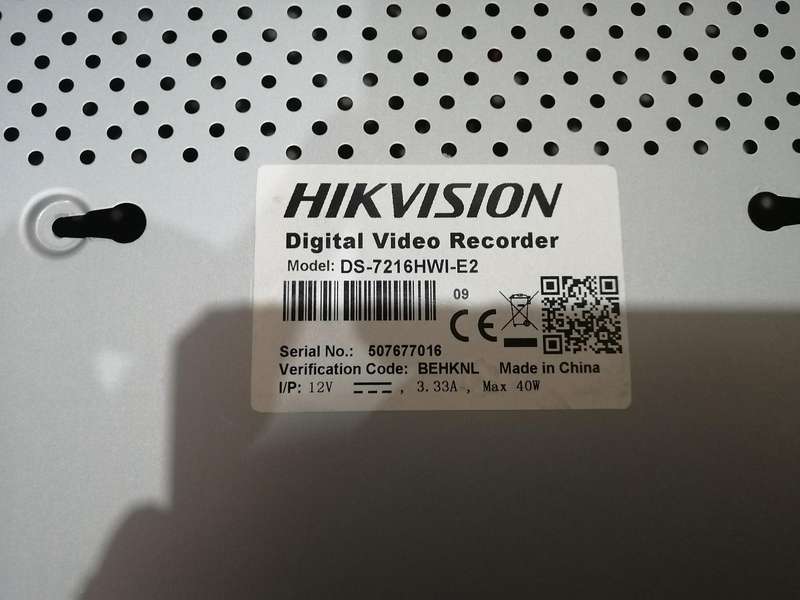 HIKVISION
Digital Video Recorder
Model: DS-7216HWI-E2
09
CE
Serial No.: 507677016
Verification Code: BEHKNL Made in China
I/P: 12V , 3.33A , Max 40W